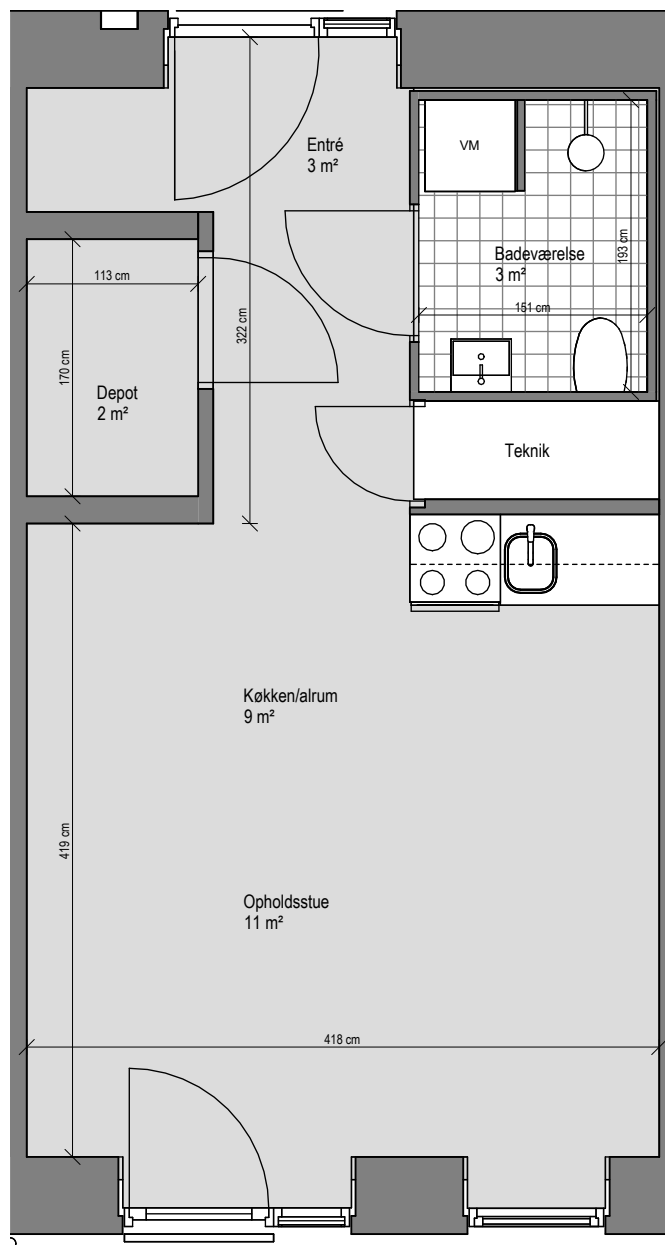 Entré
3 m²
VM
Badeværelse
3 m²
193 cm
151 cm
113 cm
322 cm
170 cm
Depot
2 m²
Teknik
Køkken/alrum
9 m²
419 cm
Opholdsstue
11 m²
418 cm